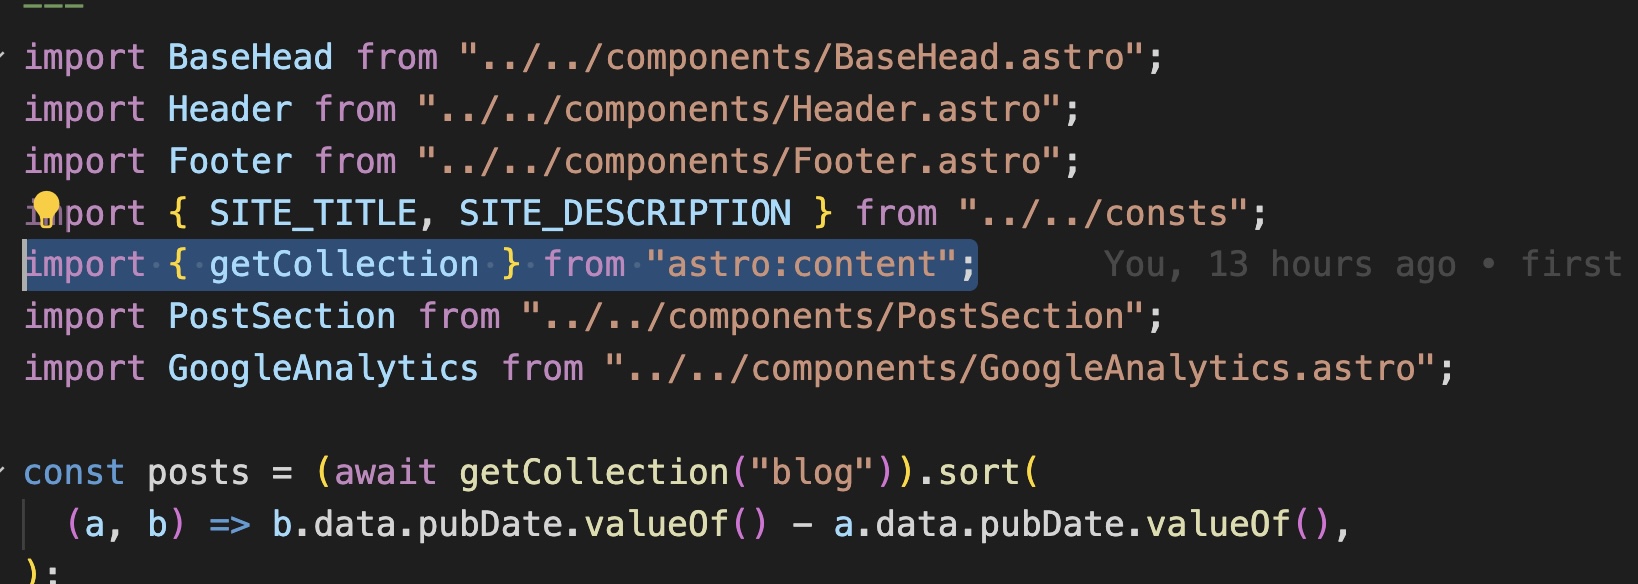 ---
import BaseHead from "../../components/BaseHead.astro";
import Header from "../../components/Header.astro";
import Footer from "../../components/Footer.astro";
import { SITE_TITLE, SITE_DESCRIPTION } from "../../consts";
import { getCollection } from "astro:content"; You, 13 hours ago • first
import PostSection from "../../components/PostSection";
import GoogleAnalytics from "../../components/GoogleAnalytics.astro";
const posts = (await getCollection("blog")).sort(
(a, b) => b.data.pubDate.valueOf() - a.data.pubDate.valueOf(),
);